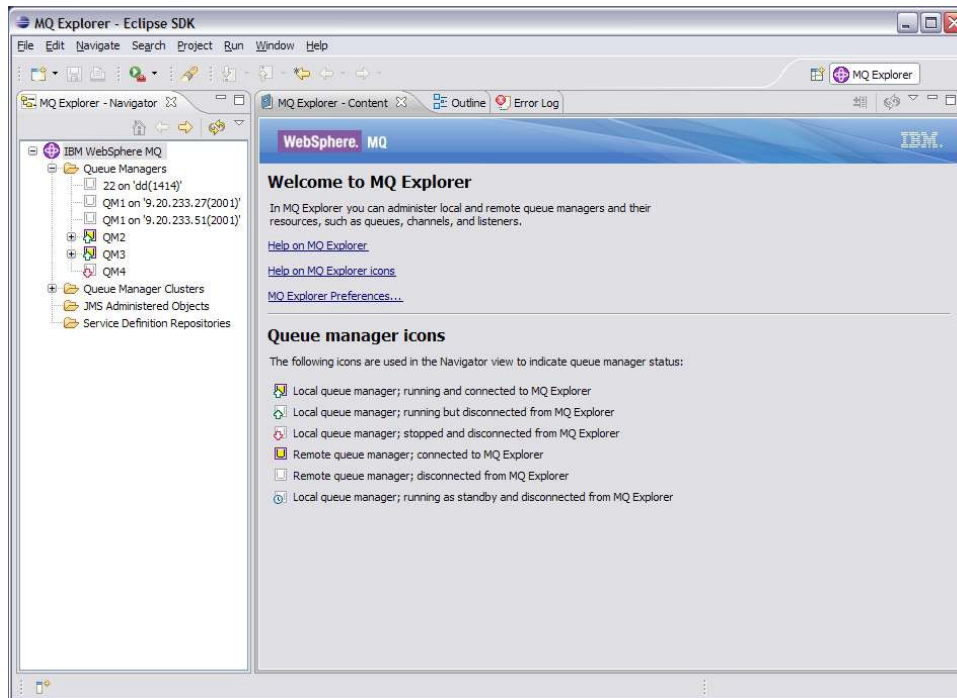 MQ Explorer - Eclipse SDK
File Edit Navigate Search Project Run Window Help
MQ Explorer
MQ Explorer - Navigator
MQ Explorer - Content
Outline
Error Log
IBM WebSphere MQ
Queue Managers
22 on 'dd(1414)'
QM1 on '9.20.233.27(2001)'
QM1 on '9.20.233.51(2001)'
QM2
QM3
QM4
Queue Manager Clusters
JMS Administered Objects
Service Definition Repositories
WebSphere. MQ
IBM.
Welcome to MQ Explorer
In MQ Explorer you can administer local and remote queue managers and their
resources, such as queues, channels, and listeners.
Help on MQ Explorer
Help on MQ Explorer icons
MQ Explorer Preferences...
Queue manager icons
The following icons are used in the Navigator view to indicate queue manager status:
Local queue manager; running and connected to MQ Explorer
Local queue manager; running but disconnected from MQ Explorer
Local queue manager; stopped and disconnected from MQ Explorer
Remote queue manager; connected to MQ Explorer
Remote queue manager; disconnected from MQ Explorer
Local queue manager; running as standby and disconnected from MQ Explorer